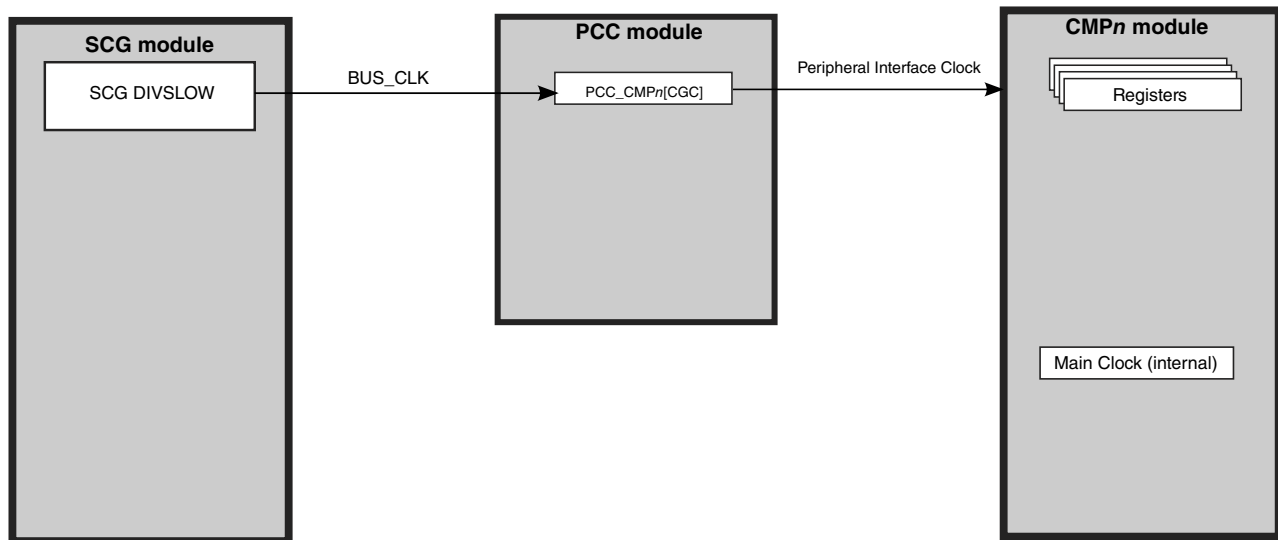 SCG module
SCG DIVSLOW
BUS_CLK
PCC module
PCC_CMPn[CGC]
Peripheral Interface Clock
CMPn module
Registers
Main Clock (internal)